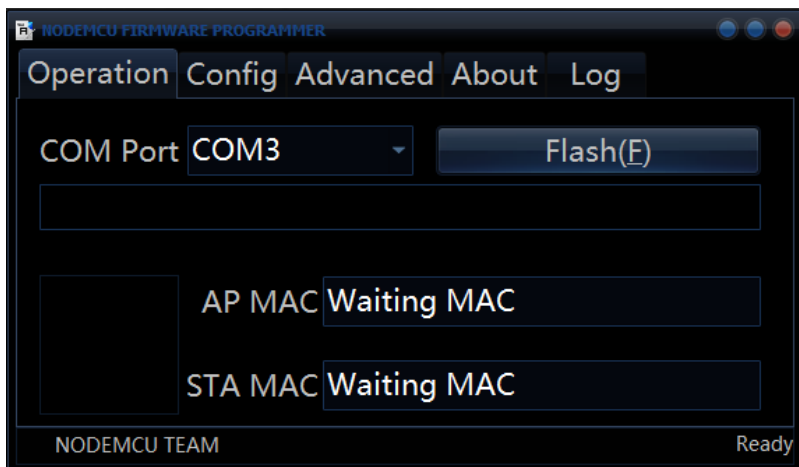 NODEMCU FIRMWARE PROGRAMMER
Operation Config Advanced About Log
COM Port COM3 Flash(F)
AP MAC Waiting MAC
STA MAC Waiting MAC
NODEMCU TEAM Ready